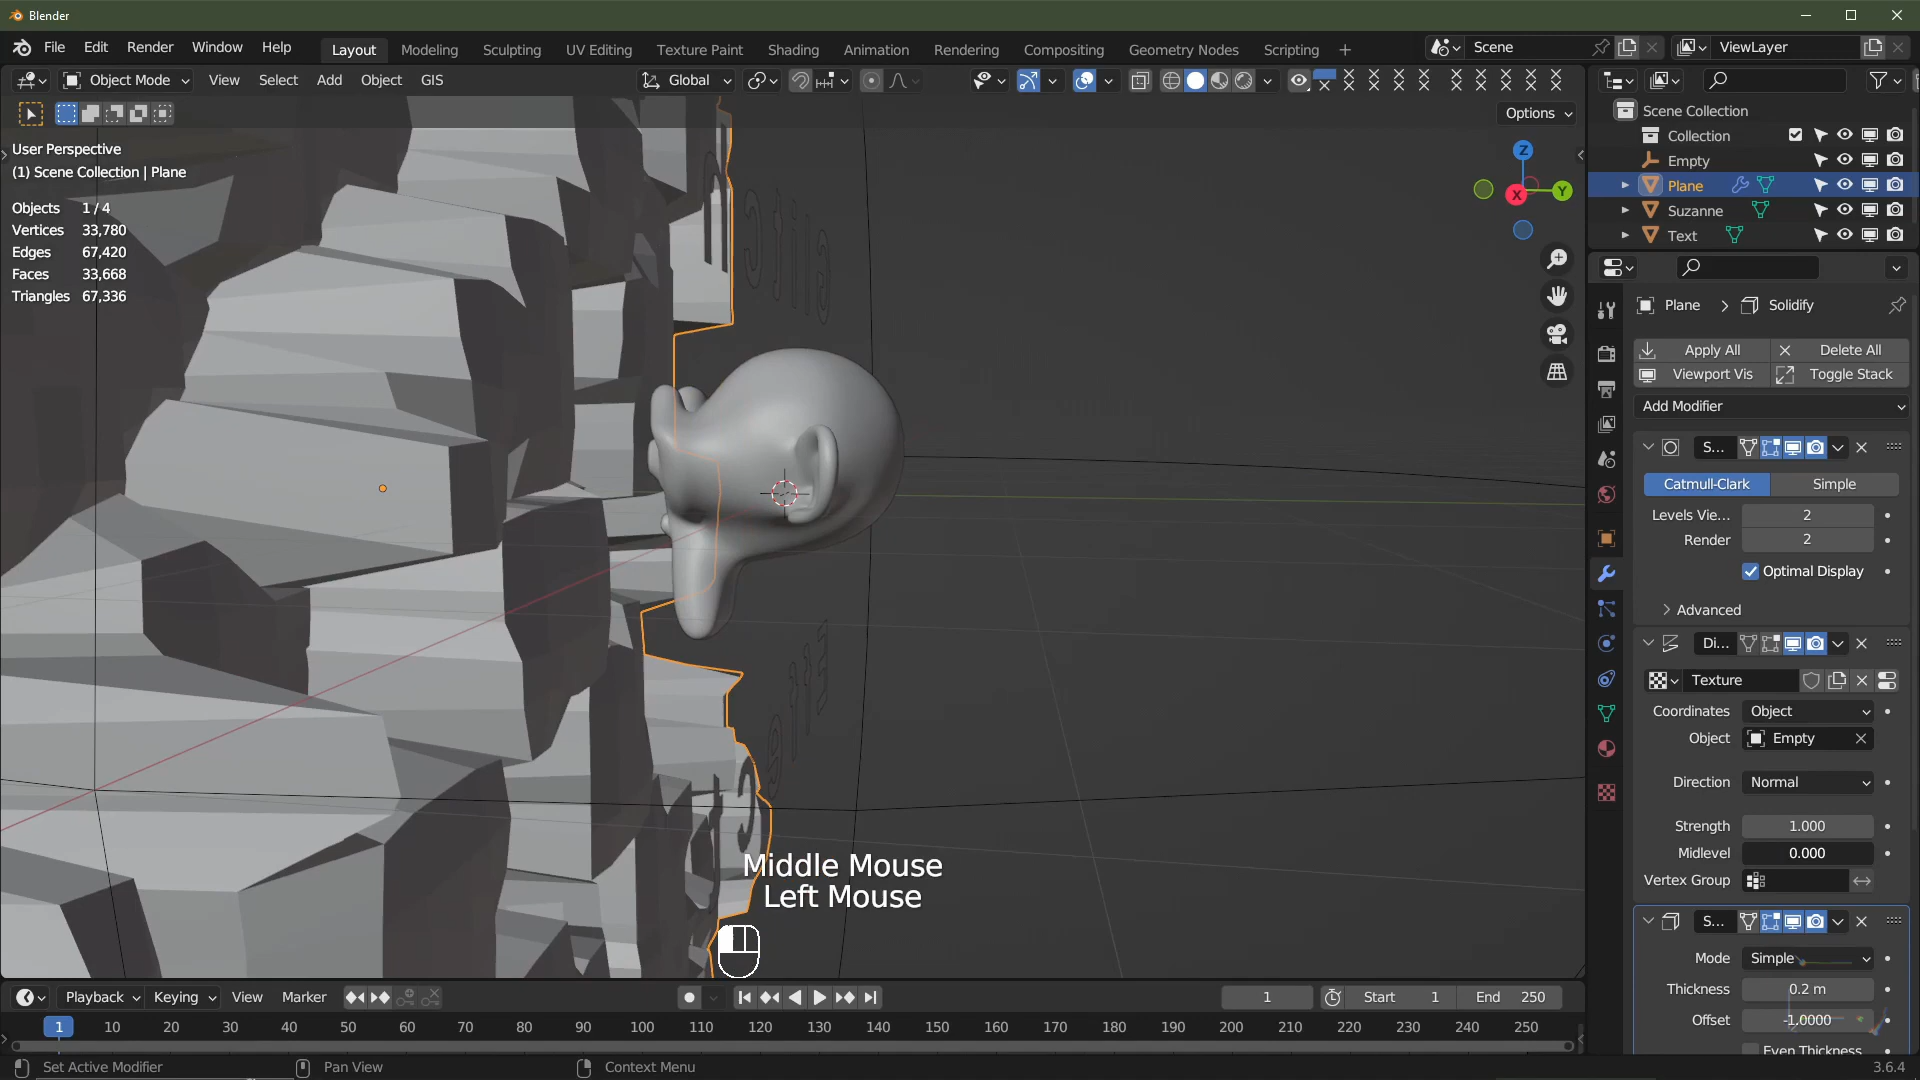 Blender
File Edit Render Window Help
Layout Modeling Sculpting UV Editing Texture Paint Shading Animation Rendering Compositing Geometry Nodes Scripting +
Scene
ViewLayer
Object Mode View Select Add Object GIS
Global
Options
User Perspective
(1) Scene Collection | Plane
Objects 1 / 4
Vertices 33,780
Edges 67,420
Faces 33,668
Triangles 67,336
Z
X
Y
Scene Collection
Collection
Empty
Plane
Suzanne
Text
Plane > Solidify
Apply All Delete All
Viewport Vis Toggle Stack
Add Modifier
S...
Catmull-Clark Simple
Levels Vie... 2
Render 2
Optimal Display
Advanced
Di...
Texture
Coordinates Object
Object Empty
Direction Normal
Strength 1.000
Midlevel 0.000
Vertex Group
S...
Mode Simple
Thickness 0.2 m
Offset -1.0000
Even Thickness
Middle Mouse
Left Mouse
Playback Keying View Marker
1
Start 1
End 250
1 10 20 30 40 50 60 70 80 90 100 110 120 130 140 150 160 170 180 190 200 210 220 230 240 250
Set Active Modifier Pan View Context Menu
3.6.4